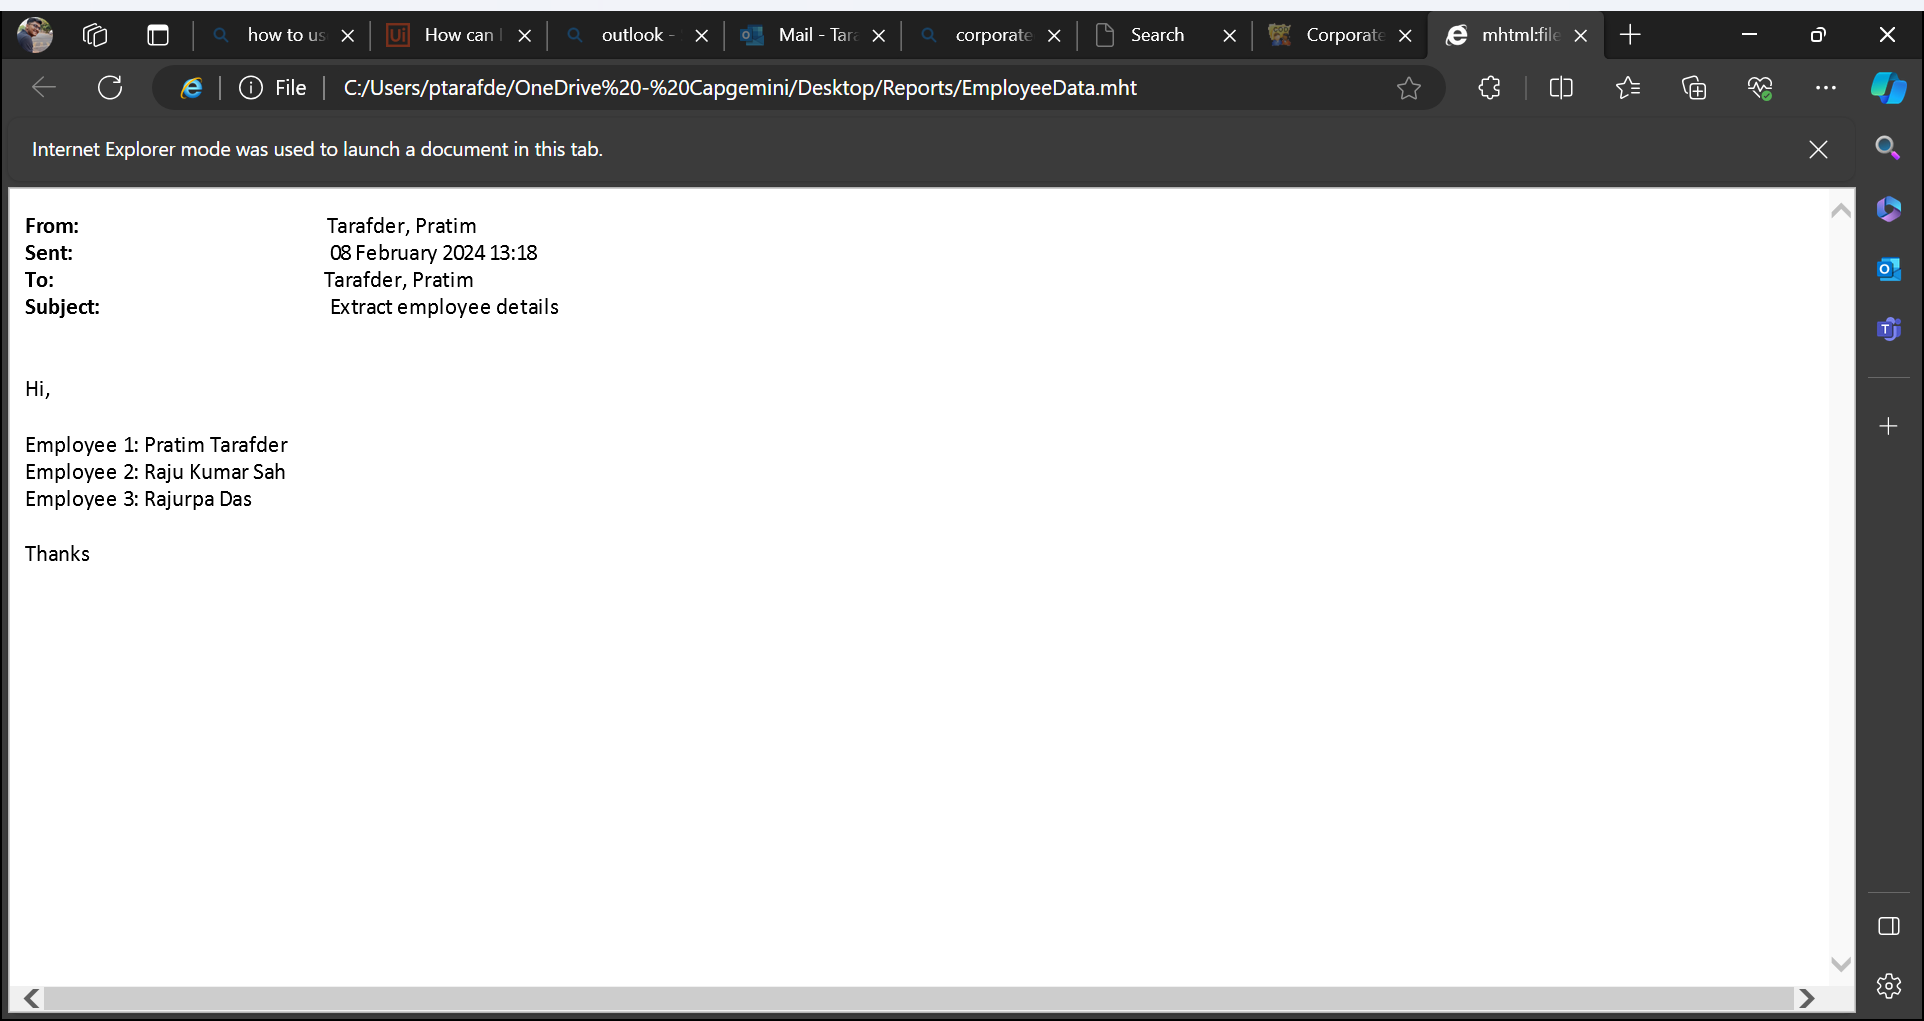 how to us
How can
outlook -
Mail - Tara
corporate
Search
Corporate
mhtml:file
File
C:/Users/ptarafde/OneDrive%20-%20Capgemini/Desktop/Reports/EmployeeData.mht
Internet Explorer mode was used to launch a document in this tab.
From: Tarafder, Pratim
Sent: 08 February 2024 13:18
To: Tarafder, Pratim
Subject: Extract employee details
Hi,
Employee 1: Pratim Tarafder
Employee 2: Raju Kumar Sah
Employee 3: Rajurpa Das
Thanks